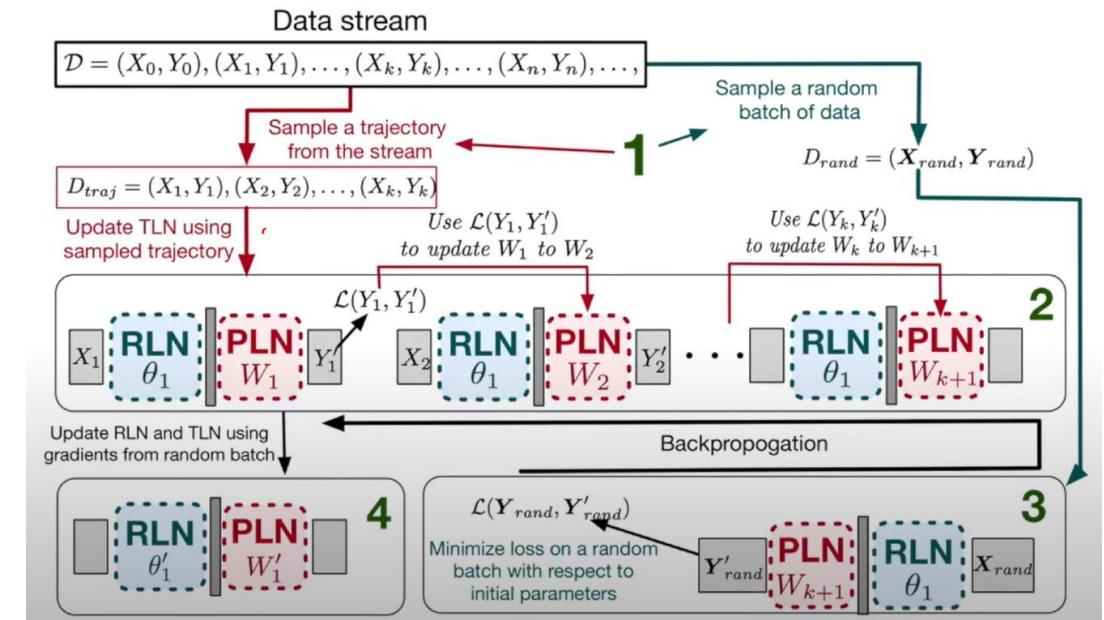 Data stream
𝒟 = (X₀, Y₀), (X₁, Y₁), . . . , (Xₖ, Yₖ), . . . , (Xₙ, Yₙ), . . . ,
Sample a random
batch of data
Sample a trajectory
from the stream
1
D_rand = (X_rand, Y_rand)
D_traj = (X₁, Y₁), (X₂, Y₂), . . . , (Xₖ, Yₖ)
Update TLN using
sampled trajectory
Use ℒ(Y₁, Y₁′)
to update W₁ to W₂
Use ℒ(Yₖ, Yₖ′)
to update Wₖ to Wₖ₊₁
2
ℒ(Y₁, Y₁′)
X₁
RLN
θ₁
PLN
W₁
Y₁′
X₂
RLN
θ₁
PLN
W₂
Y₂′
. . .
RLN
θ₁
PLN
Wₖ₊₁
Update RLN and TLN using
gradients from random batch
Backpropogation
4
RLN
θ₁′
PLN
W₁′
3
ℒ(Y_rand, Y′_rand)
Minimize loss on a random
batch with respect to
initial parameters
Y′_rand
PLN
Wₖ₊₁
RLN
θ₁
X_rand